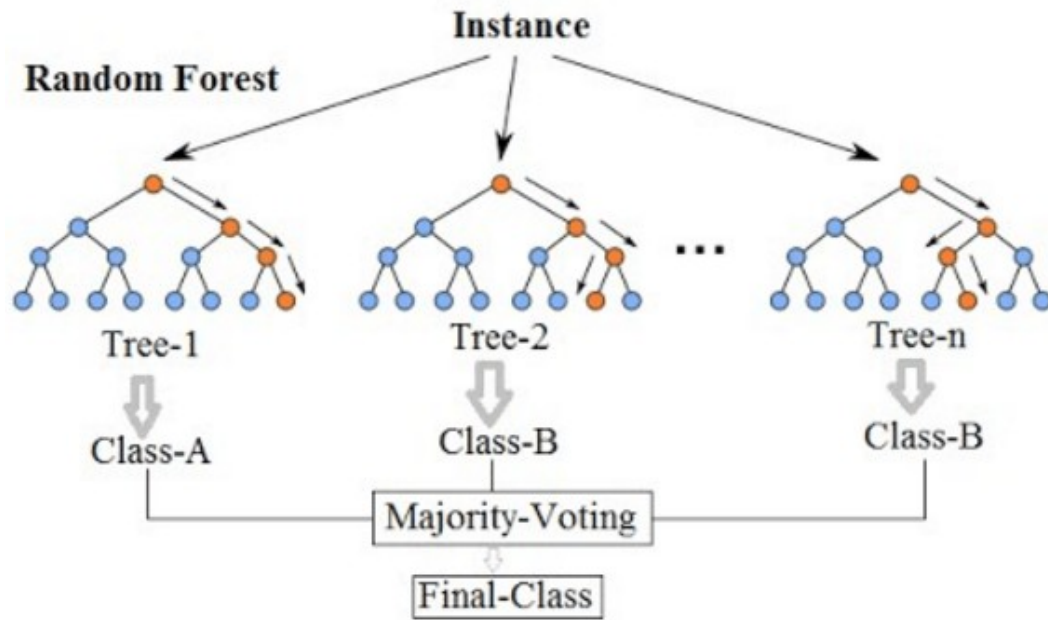 Instance
Random Forest
...
Tree-1
Tree-2
Tree-n
Class-A
Class-B
Class-B
Majority-Voting
Final-Class